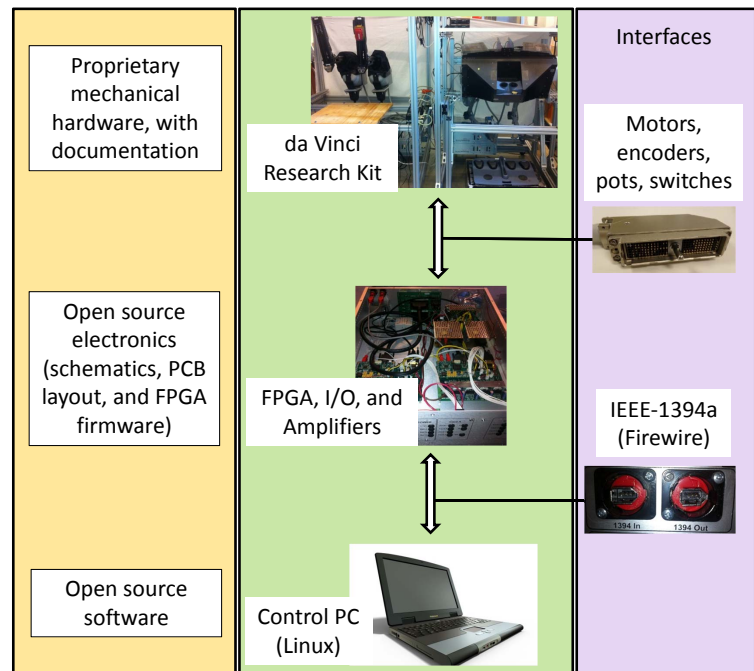 Proprietary
mechanical
hardware, with
documentation
da Vinci
Research Kit
Interfaces
Motors,
encoders,
pots, switches
Open source
electronics
(schematics, PCB
layout, and FPGA
firmware)
FPGA, I/O, and
Amplifiers
IEEE-1394a
(Firewire)
1394 In
1394 Out
Open source
software
Control PC
(Linux)